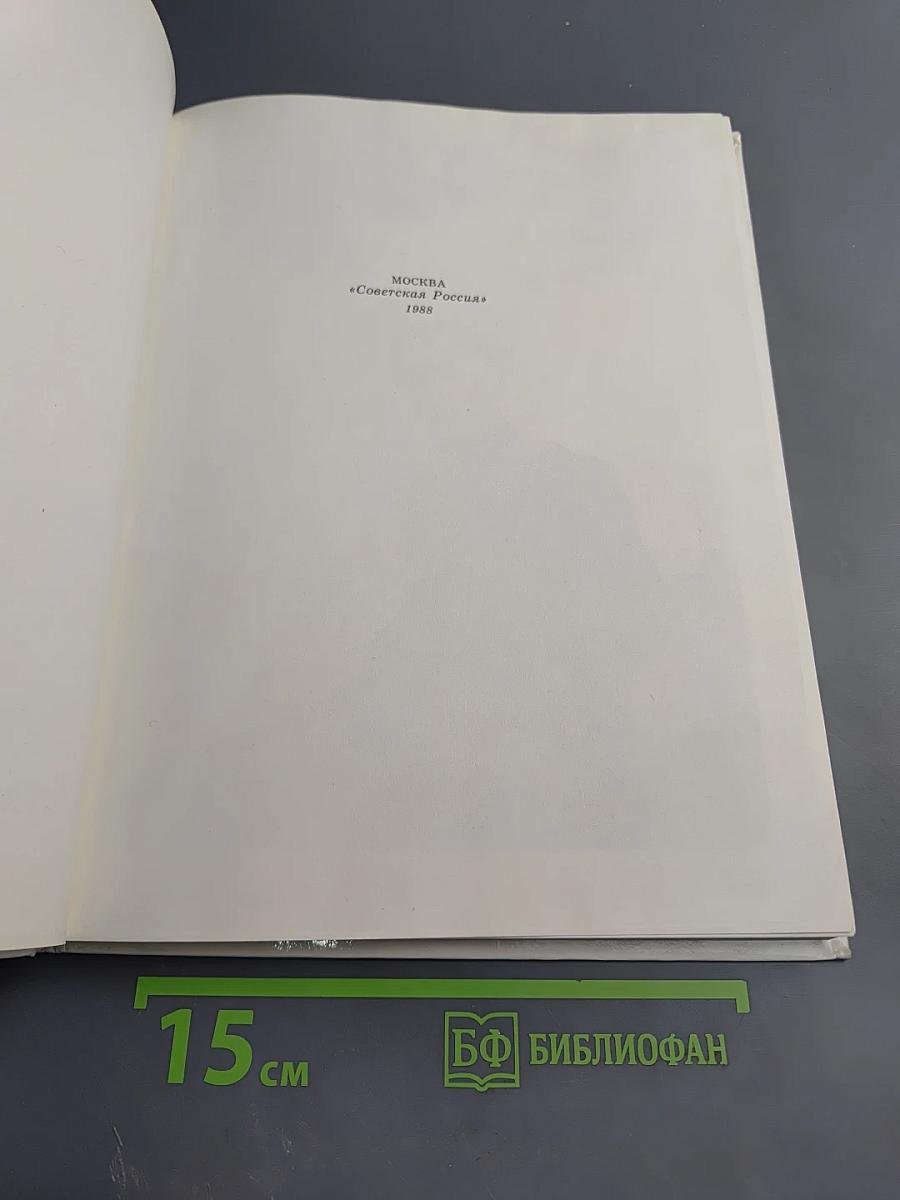 МОСКВА
«Советская Россия»
1988
15 см
БФ БИБЛИОФАН